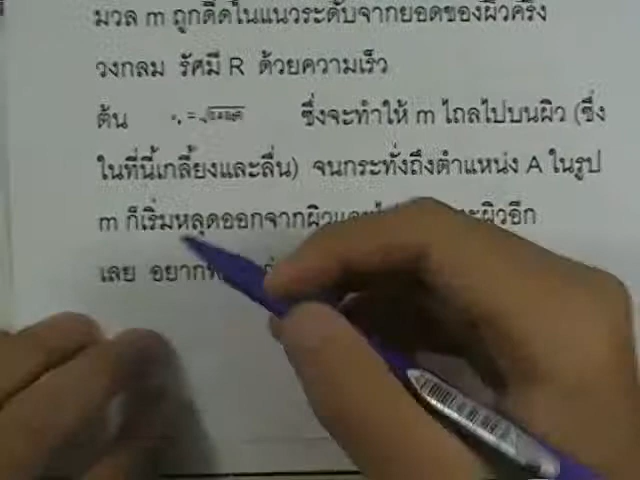 มวล m ถูกดีดในแนวระดับจากยอดของผิวครึ่ง
วงกลม รัศมี R ด้วยความเร็ว
ต้น ซึ่งจะทำให้ m ไถลไปบนผิว (ซึ่ง
ในที่นี้เกลี้ยงและลื่น) จนกระทั่งถึงตำแหน่ง A ในรูป
m ก็เริ่มหลุดออกจากผิว ผิวอีก
เลย